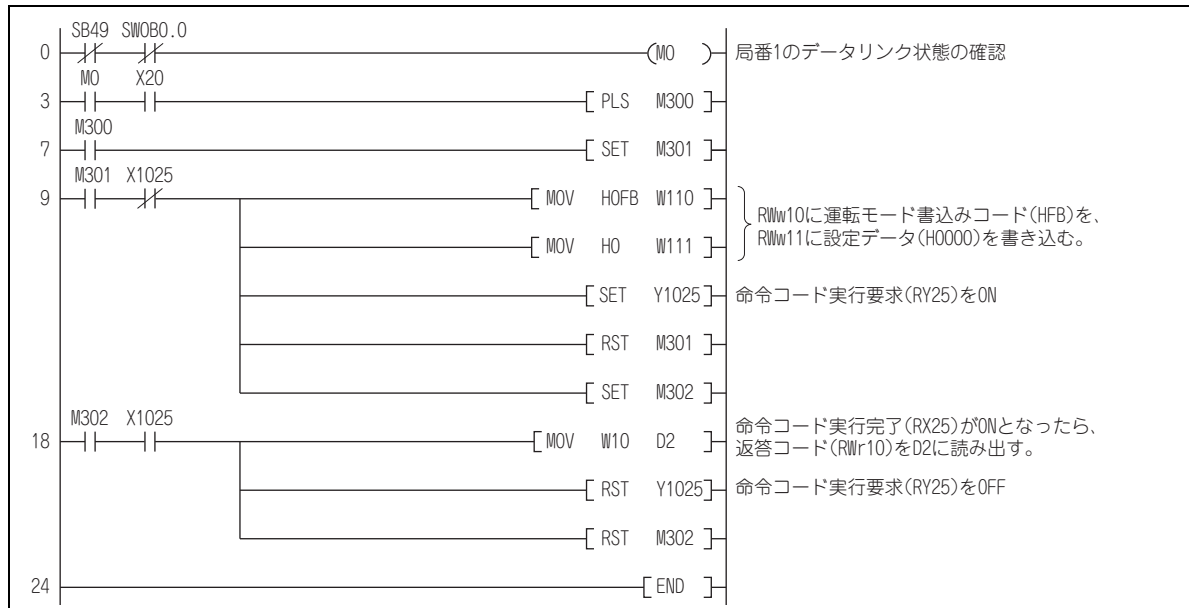 SB49 SW0B0.0
0 (M0 ) 局番1のデータリンク状態の確認
M0 X20
3 [ PLS M300 ]
M300
7 [ SET M301 ]
M301 X1025
9 [ MOV H0FB W110 ]
RWw10に運転モード書込みコード(HFB)を、
RWw11に設定データ(H0000)を書き込む。
[ MOV H0 W111 ]
[ SET Y1025 ] 命令コード実行要求(RY25)をON
[ RST M301 ]
[ SET M302 ]
M302 X1025
18 [ MOV W10 D2 ] 命令コード実行完了(RX25)がONとなったら、
返答コード(RWr10)をD2に読み出す。
[ RST Y1025 ] 命令コード実行要求(RY25)をOFF
[ RST M302 ]
24 [ END ]